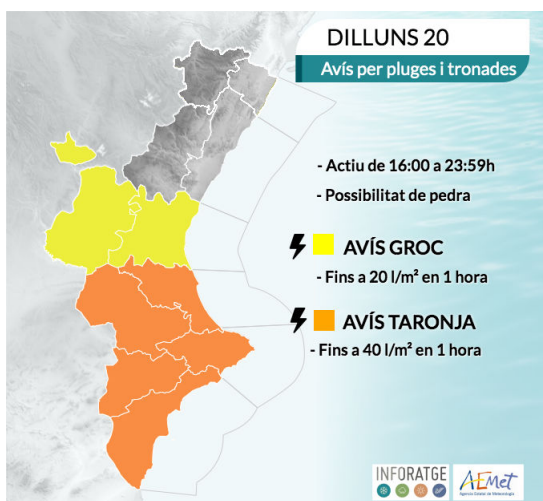 DILLUNS 20
Avís per pluges i tronades
- Actiu de 16:00 a 23:59h
- Possibilitat de pedra
AVÍS GROC
- Fins a 20 l/m² en 1 hora
AVÍS TARONJA
- Fins a 40 l/m² en 1 hora
INFORATGE
AEMet
Agencia Estatal de Meteorología